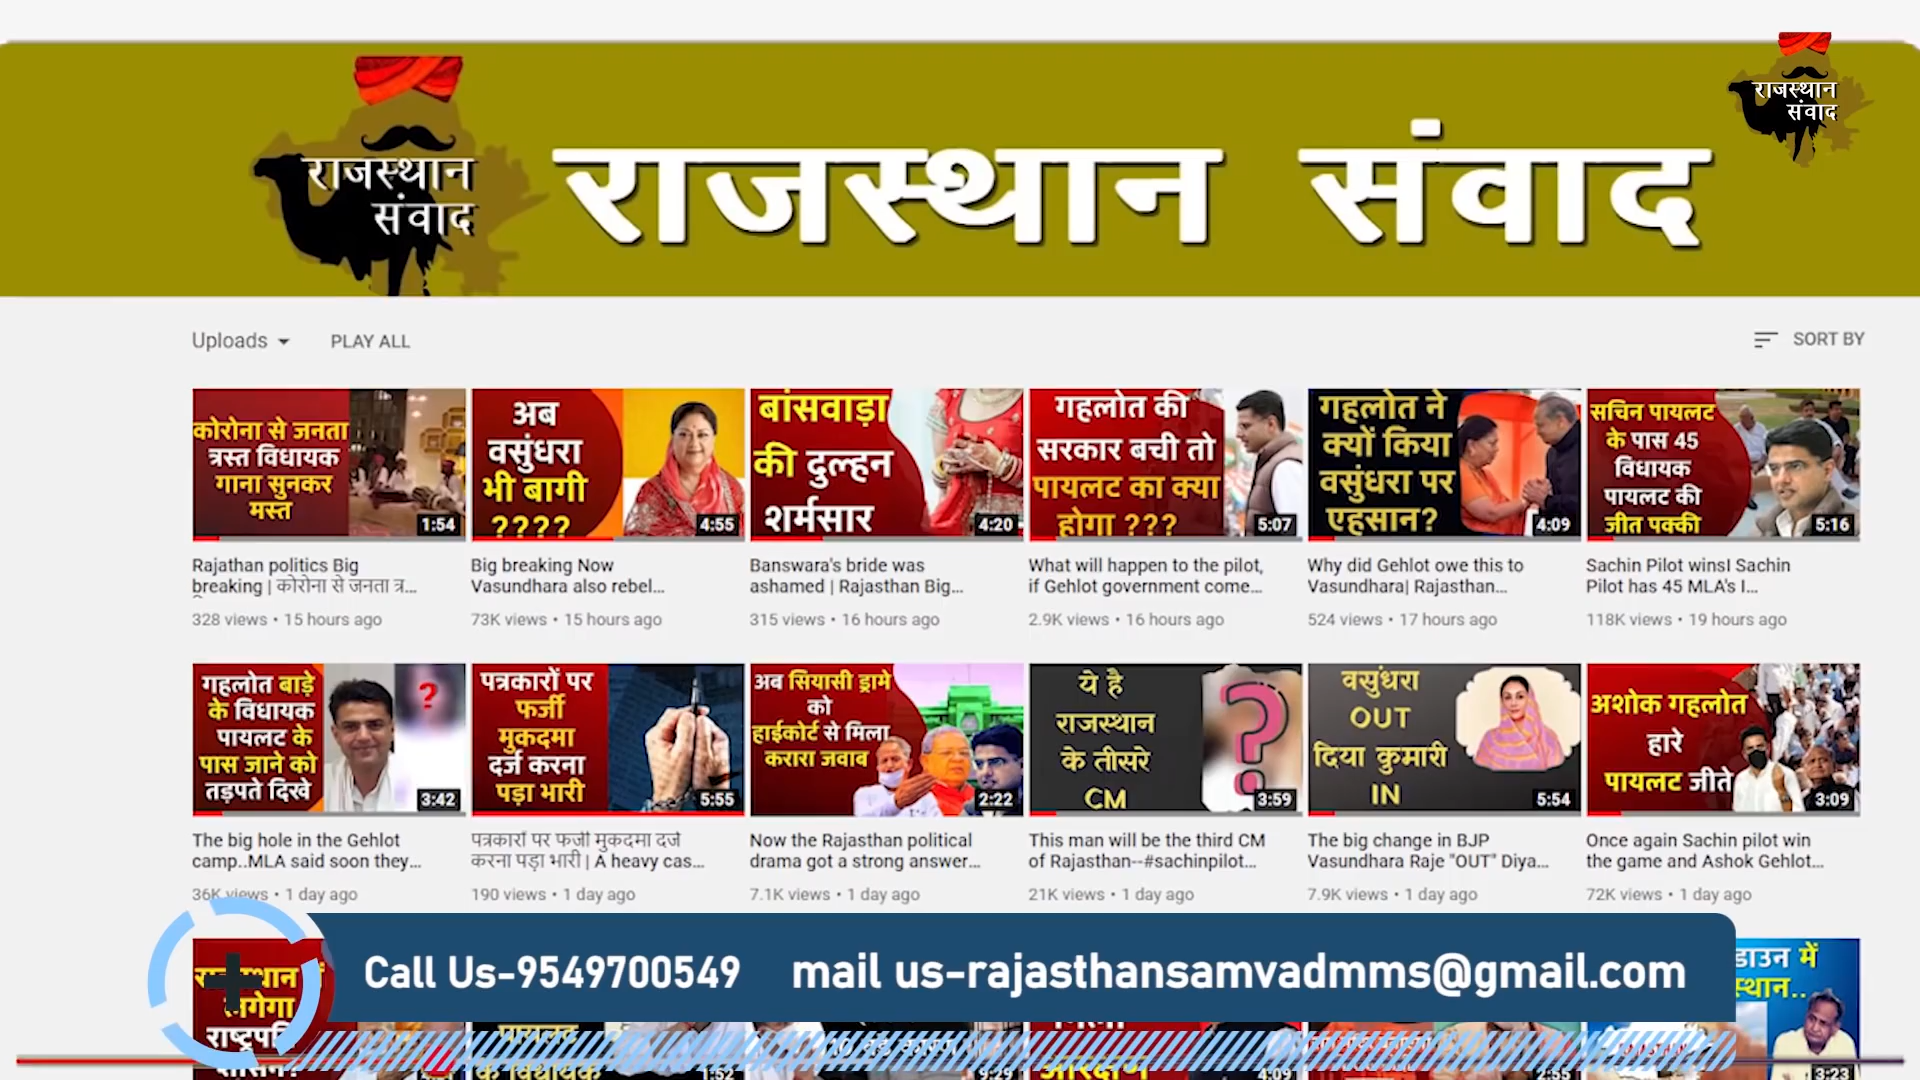 राजस्थान
संवाद
राजस्थान संवाद
राजस्थान
संवाद
Uploads
PLAY ALL
SORT BY
कोरोना से जनता
त्रस्त विधायक
गाना सुनकर
मस्त
1:54
अब
वसुंधरा
भी बागी
????
4:55
बांसवाड़ा
की दुल्हन
शर्मसार
4:20
गहलोत की
सरकार बची तो
पायलट का क्या
होगा ???
5:07
गहलोत ने
क्यों किया
वसुंधरा पर
एहसान?
4:09
सचिन पायलट
के पास 45
विधायक
पायलट की
जीत पक्की
5:16
Rajathan politics Big
breaking | कोरोना से जनता त्र...
328 views • 15 hours ago
Big breaking Now
Vasundhara also rebel...
73K views • 15 hours ago
Banswara's bride was
ashamed | Rajasthan Big...
315 views • 16 hours ago
What will happen to the pilot,
if Gehlot government come...
2.9K views • 16 hours ago
Why did Gehlot owe this to
Vasundhara| Rajasthan...
524 views • 17 hours ago
Sachin Pilot winsI Sachin
Pilot has 45 MLA's I...
118K views • 19 hours ago
गहलोत बाड़े
के विधायक
पायलट के
पास जाने को
तड़पते दिखे
?
3:42
पत्रकारों पर
फर्जी
मुकदमा
दर्ज करना
पड़ा भारी
5:55
अब सियासी ड्रामे
को
हाईकोर्ट से मिला
करारा जवाब
2:22
ये है
राजस्थान
के तीसरे
CM
?
3:59
वसुंधरा
OUT
दिया कुमारी
IN
5:54
अशोक गहलोत
हारे
पायलट जीते
3:09
The big hole in the Gehlot
camp..MLA said soon they...
36K views • 1 day ago
पत्रकारों पर फर्जी मुकदमा दर्ज
करना पड़ा भारी | A heavy cas...
190 views • 1 day ago
Now the Rajasthan political
drama got a strong answer...
7.1K views • 1 day ago
This man will be the third CM
of Rajasthan--#sachinpilot...
21K views • 1 day ago
The big change in BJP
Vasundhara Raje "OUT" Diya...
7.9K views • 1 day ago
Once again Sachin pilot win
the game and Ashok Gehlot...
72K views • 1 day ago
Call Us-9549700549 mail us-rajasthansamvadmms@gmail.com
3:23